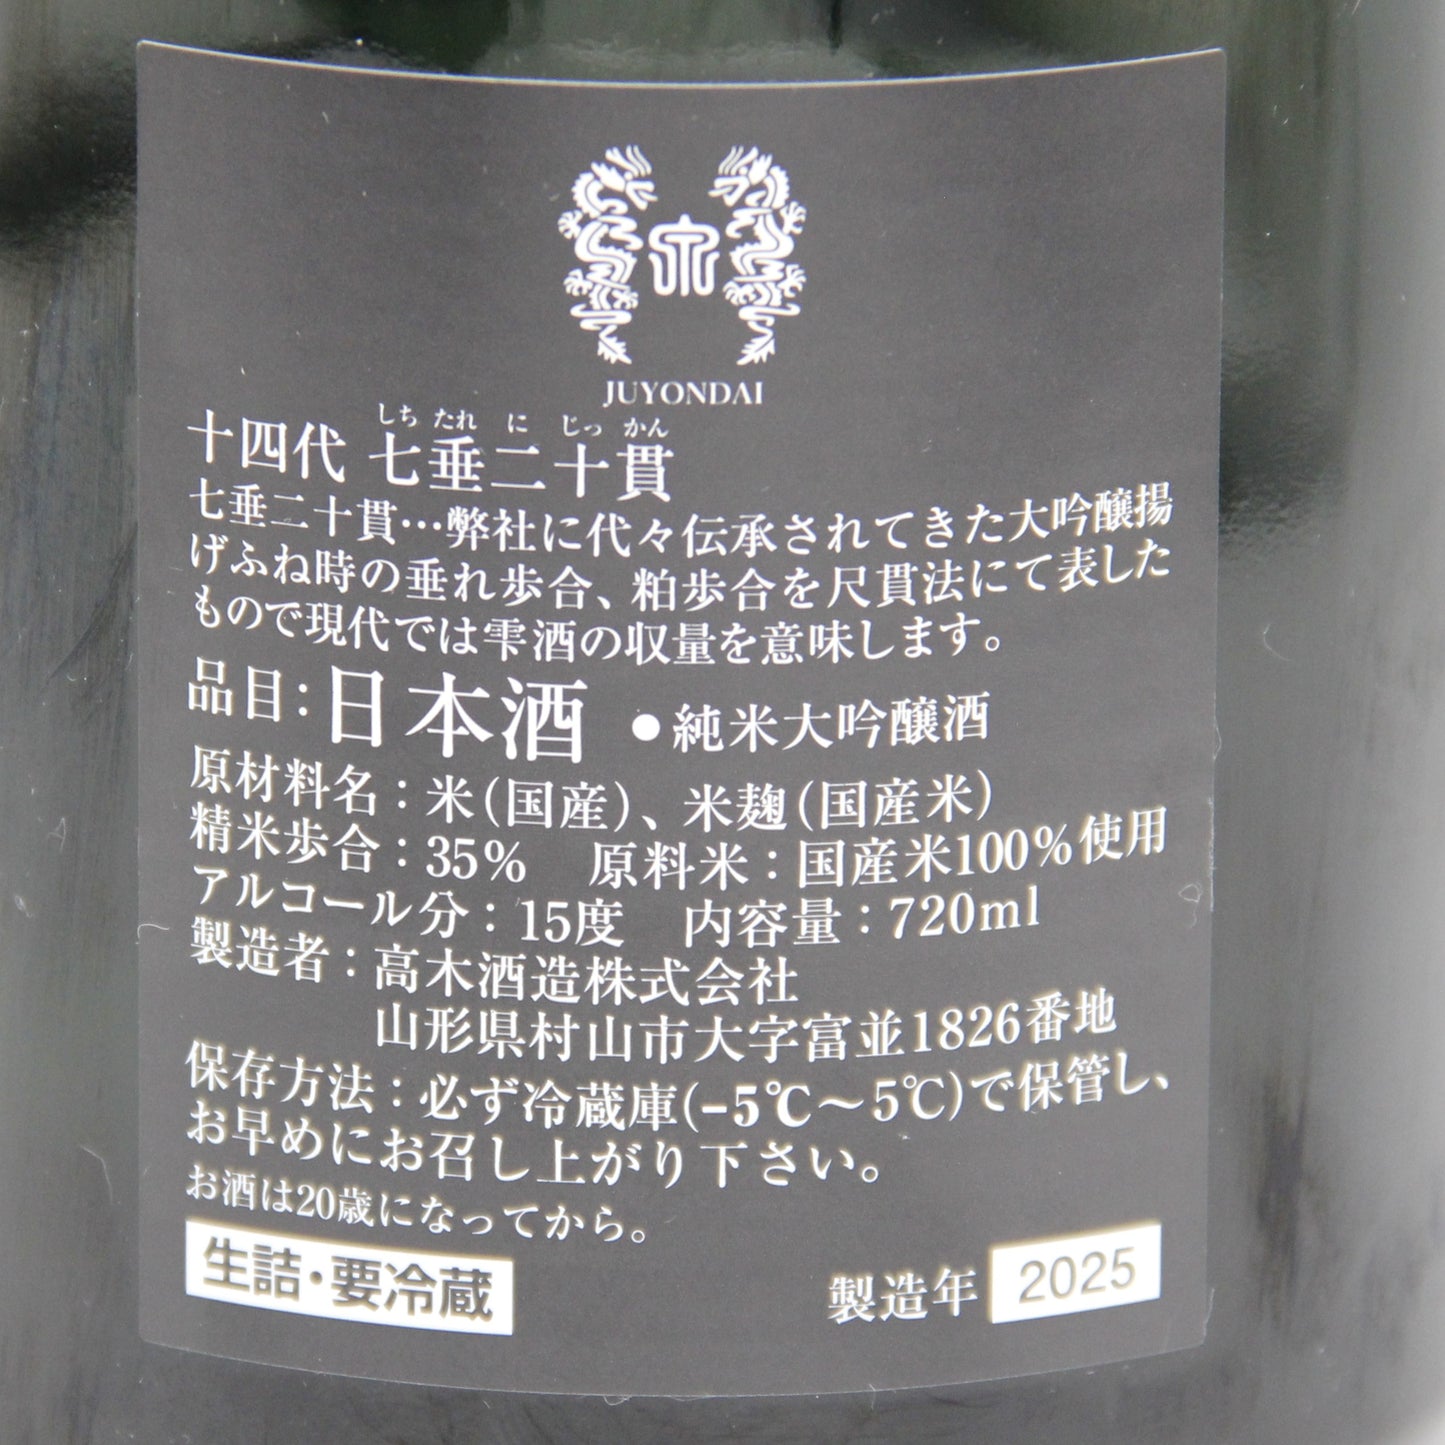 JUYONDAI
しち たれ に じっ かん
十四代 七垂二十貫
七垂二十貫…弊社に代々伝承されてきた大吟醸揚
げふね時の垂れ歩合、粕歩合を尺貫法にて表した
もので現代では雫酒の収量を意味します。
品目:日本酒 ●純米大吟醸酒
原材料名:米(国産)、米麹(国産米)
精米歩合:35% 原料米:国産米100%使用
アルコール分:15度 内容量:720ml
製造者:高木酒造株式会社
山形県村山市大字富並1826番地
保存方法:必ず冷蔵庫(-5℃〜5℃)で保管し、
お早めにお召し上がり下さい。
お酒は20歳になってから。
生詰・要冷蔵 製造年 2025